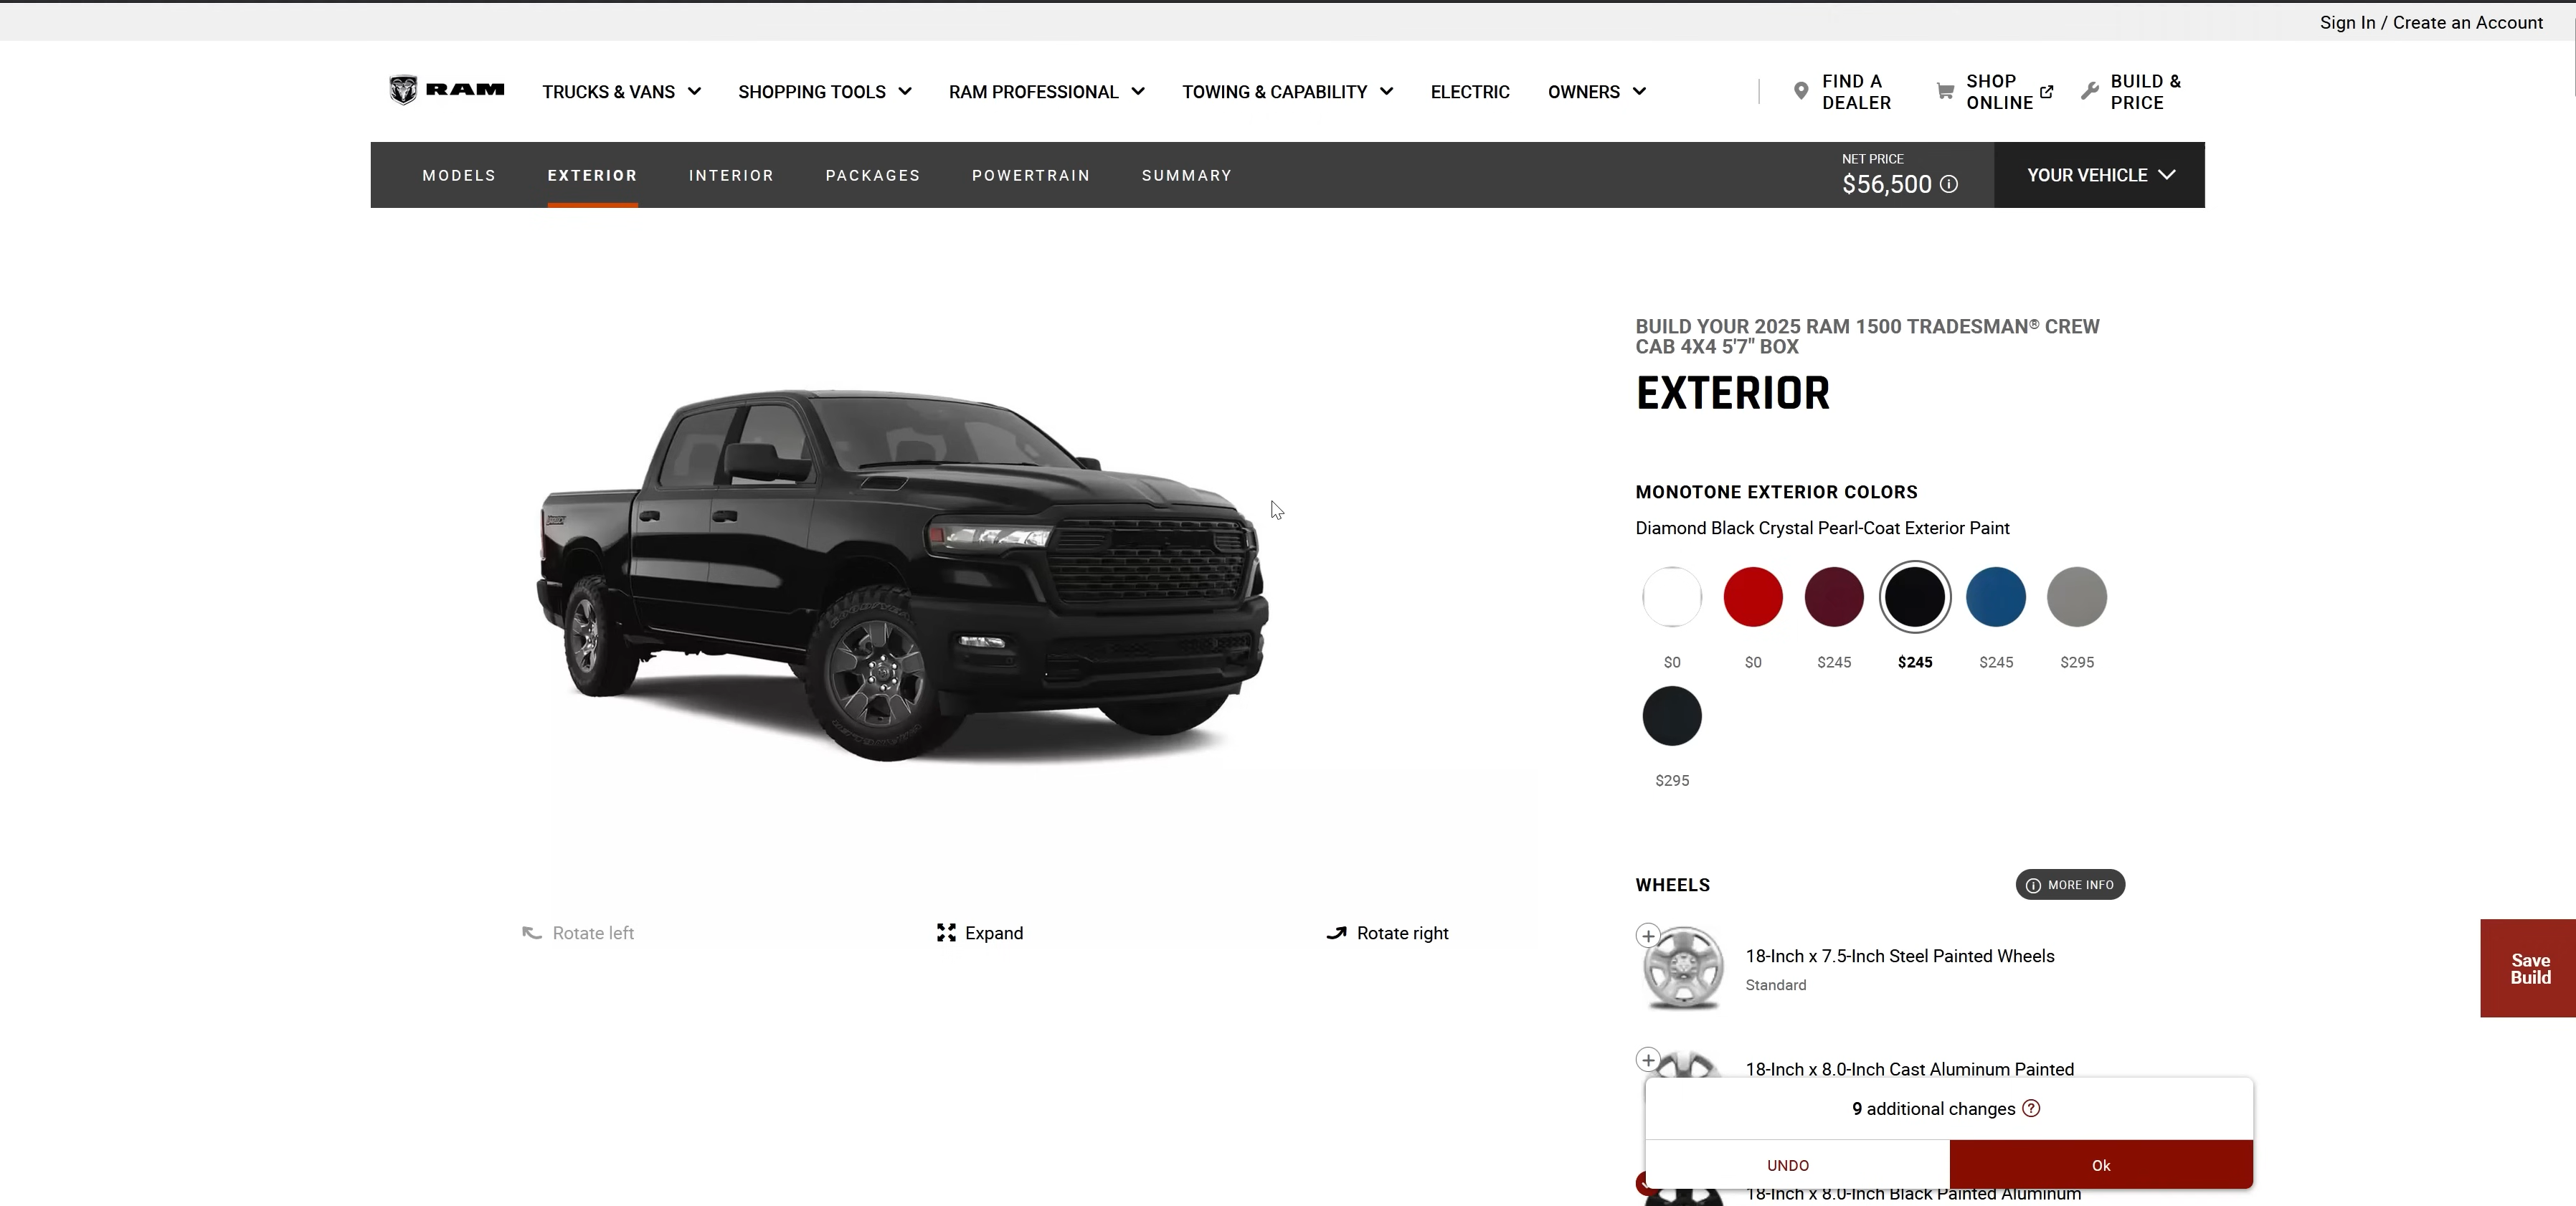 Sign In / Create an Account
RAM
TRUCKS & VANS
SHOPPING TOOLS
RAM PROFESSIONAL
TOWING & CAPABILITY
ELECTRIC
OWNERS
FIND A
DEALER
SHOP
ONLINE
BUILD &
PRICE
MODELS
EXTERIOR
INTERIOR
PACKAGES
POWERTRAIN
SUMMARY
NET PRICE
$56,500
YOUR VEHICLE
BUILD YOUR 2025 RAM 1500 TRADESMAN® CREW
CAB 4X4 5'7" BOX
EXTERIOR
MONOTONE EXTERIOR COLORS
Diamond Black Crystal Pearl-Coat Exterior Paint
$0
$0
$245
$245
$245
$295
$295
WHEELS
MORE INFO
Rotate left
Expand
Rotate right
18-Inch x 7.5-Inch Steel Painted Wheels
Standard
Save
Build
18-Inch x 8.0-Inch Cast Aluminum Painted
9 additional changes
UNDO
Ok
18-Inch x 8.0-Inch Black Painted Aluminum